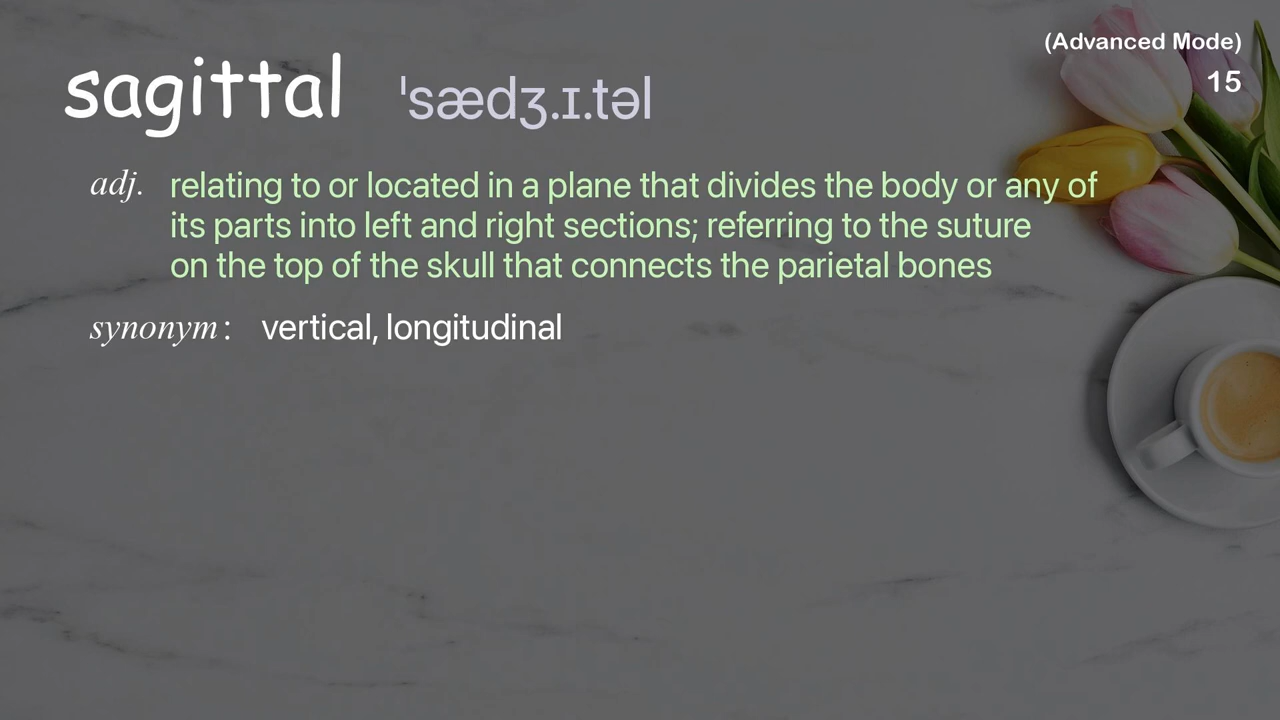 (Advanced Mode)
15
sagittal ˈsædʒ.ɪ.təl
adj. relating to or located in a plane that divides the body or any of
its parts into left and right sections; referring to the suture
on the top of the skull that connects the parietal bones
synonym : vertical, longitudinal